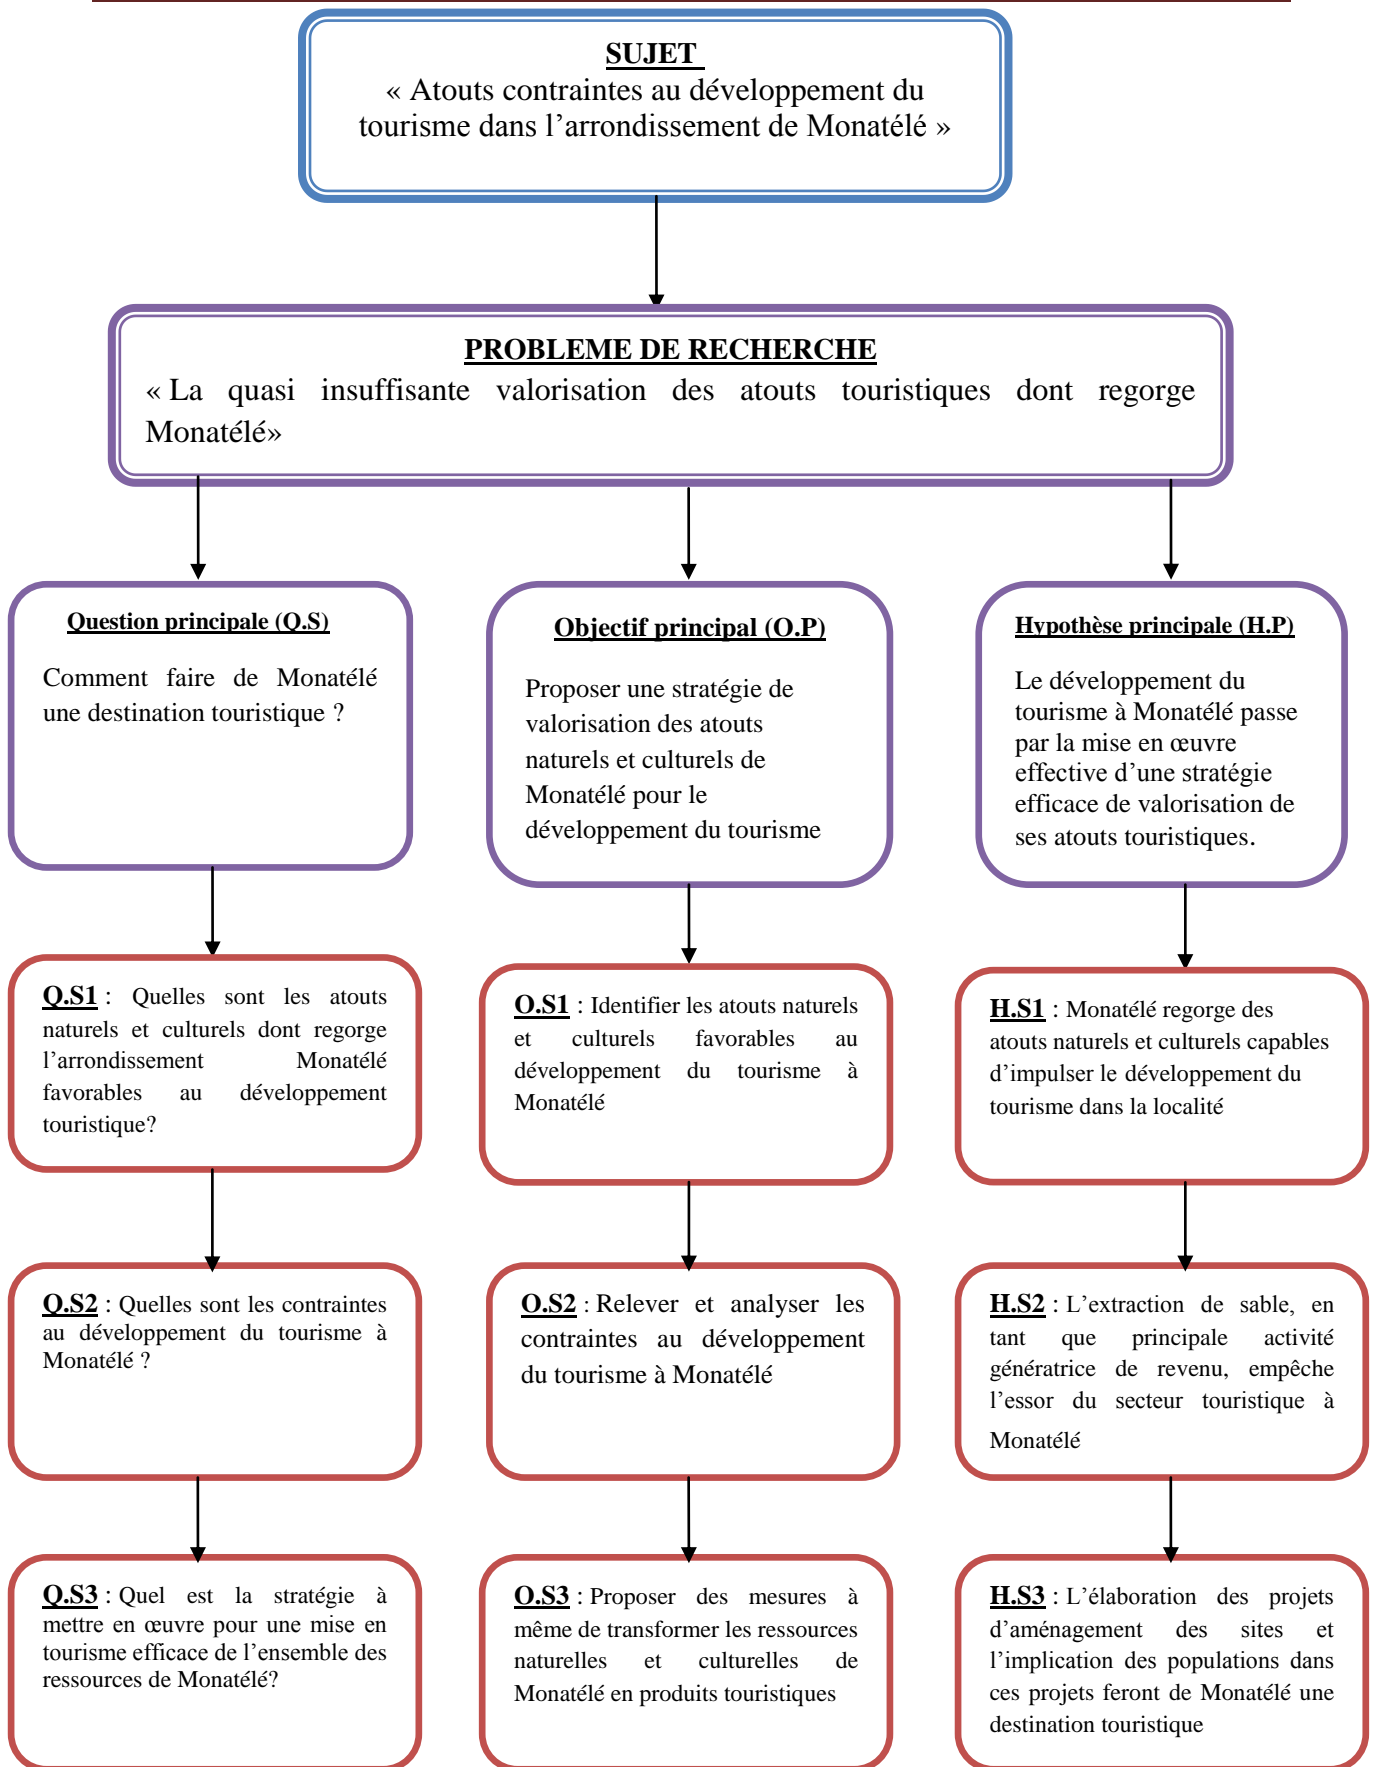 SUJET
« Atouts contraintes au développement du
tourisme dans l’arrondissement de Monatélé »
PROBLEME DE RECHERCHE
« La quasi insuffisante valorisation des atouts touristiques dont regorge
Monatélé»
Question principale (Q.S)
Comment faire de Monatélé
une destination touristique ?
Objectif principal (O.P)
Proposer une stratégie de
valorisation des atouts
naturels et culturels de
Monatélé pour le
développement du tourisme
Hypothèse principale (H.P)
Le développement du
tourisme à Monatélé passe
par la mise en œuvre
effective d’une stratégie
efficace de valorisation de
ses atouts touristiques.
Q.S1 : Quelles sont les atouts
naturels et culturels dont regorge
l’arrondissement Monatélé
favorables au développement
touristique?
O.S1 : Identifier les atouts naturels
et culturels favorables au
développement du tourisme à
Monatélé
H.S1 : Monatélé regorge des
atouts naturels et culturels capables
d’impulser le développement du
tourisme dans la localité
Q.S2 : Quelles sont les contraintes
au développement du tourisme à
Monatélé ?
O.S2 : Relever et analyser les
contraintes au développement
du tourisme à Monatélé
H.S2 : L’extraction de sable, en
tant que principale activité
génératrice de revenu, empêche
l’essor du secteur touristique à
Monatélé
Q.S3 : Quel est la stratégie à
mettre en œuvre pour une mise en
tourisme efficace de l’ensemble des
ressources de Monatélé?
O.S3 : Proposer des mesures à
même de transformer les ressources
naturelles et culturelles de
Monatélé en produits touristiques
H.S3 : L’élaboration des projets
d’aménagement des sites et
l’implication des populations dans
ces projets feront de Monatélé une
destination touristique